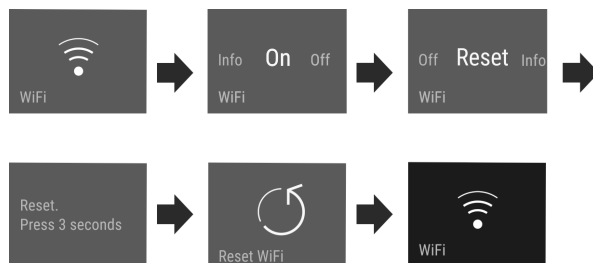 WiFi
Info On Off
WiFi
Off Reset Info
WiFi
Reset.
Press 3 seconds
Reset WiFi
WiFi